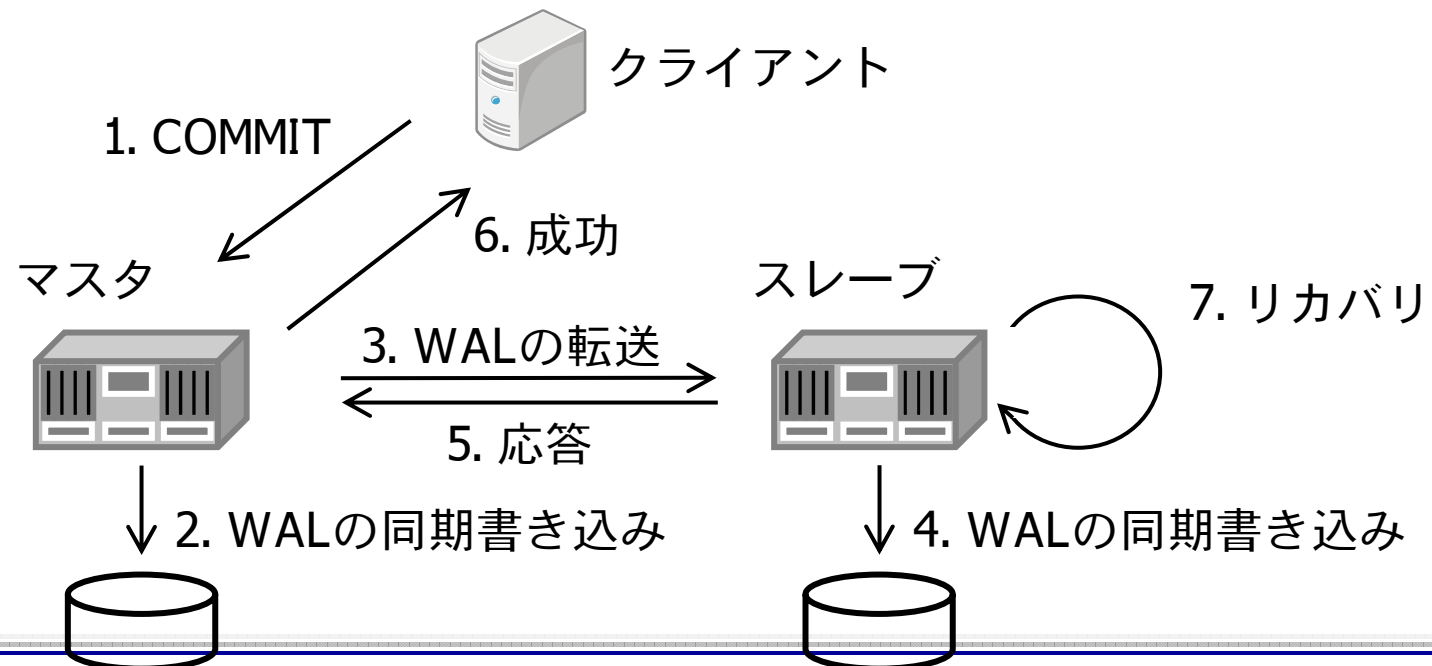 クライアント
1. COMMIT
6. 成功
マスタ
スレーブ
7. リカバリ
3. WALの転送
5. 応答
2. WALの同期書き込み
4. WALの同期書き込み